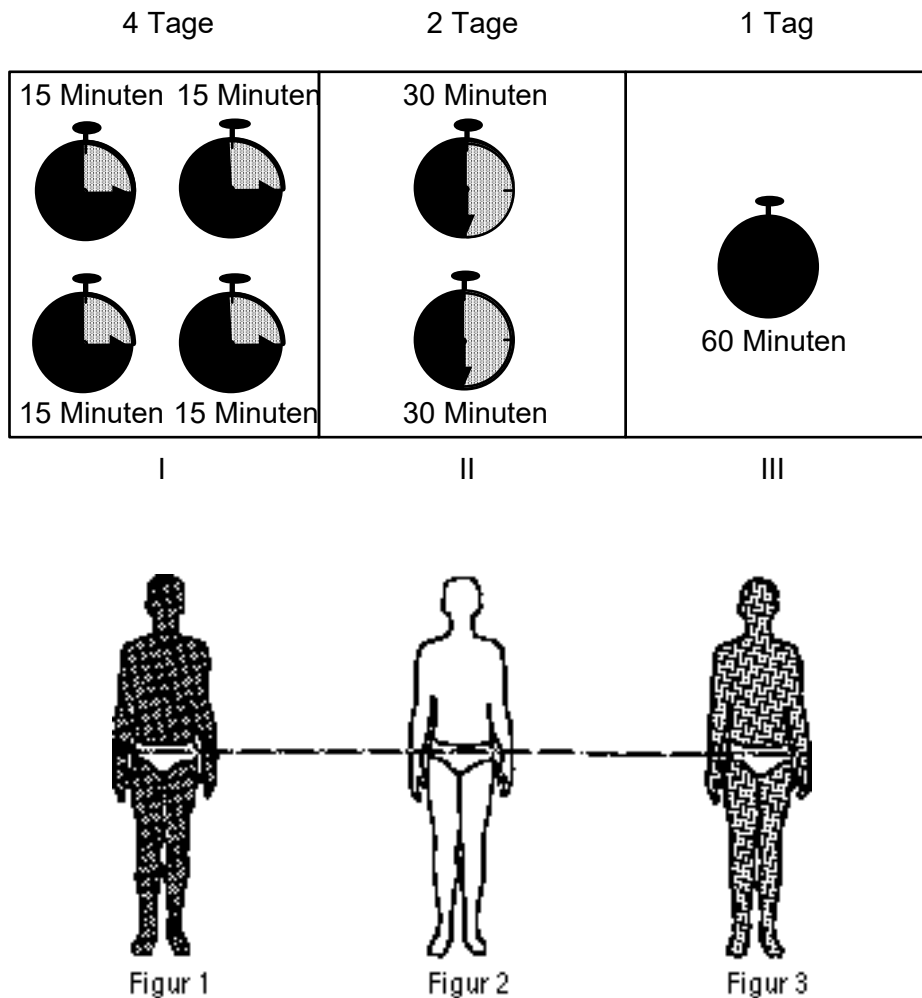 4 Tage 2 Tage 1 Tag
15 Minuten 15 Minuten 30 Minuten
60 Minuten
15 Minuten 15 Minuten 30 Minuten
I II III
Figur 1 Figur 2 Figur 3